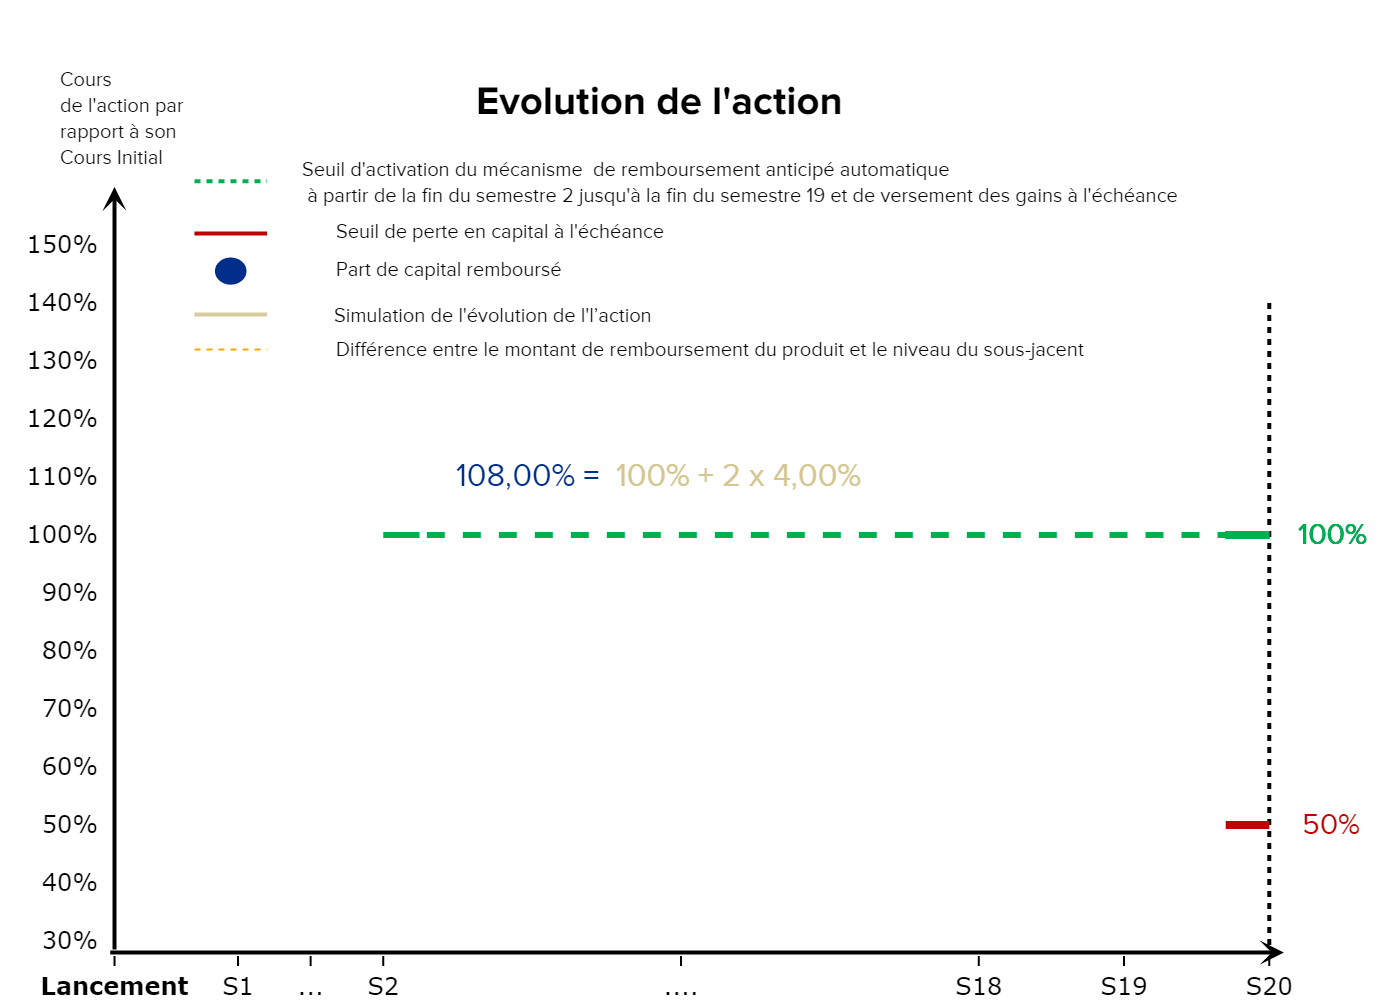 Evolution de l'action
Cours
de l'action par
rapport à son
Cours Initial
Seuil d'activation du mécanisme  de remboursement anticipé automatique
à partir de la fin du semestre 2 jusqu'à la fin du semestre 19 et de versement des gains à l'échéance
Seuil de perte en capital à l'échéance
Part de capital remboursé
Simulation de l'évolution de l'l’action
Différence entre le montant de remboursement du produit et le niveau du sous-jacent
150%
140%
130%
120%
110%
100%
90%
80%
70%
60%
50%
40%
30%
108,00% =  100% + 2 x 4,00%
100%
50%
Lancement S1 ... S2 .... S18 S19 S20